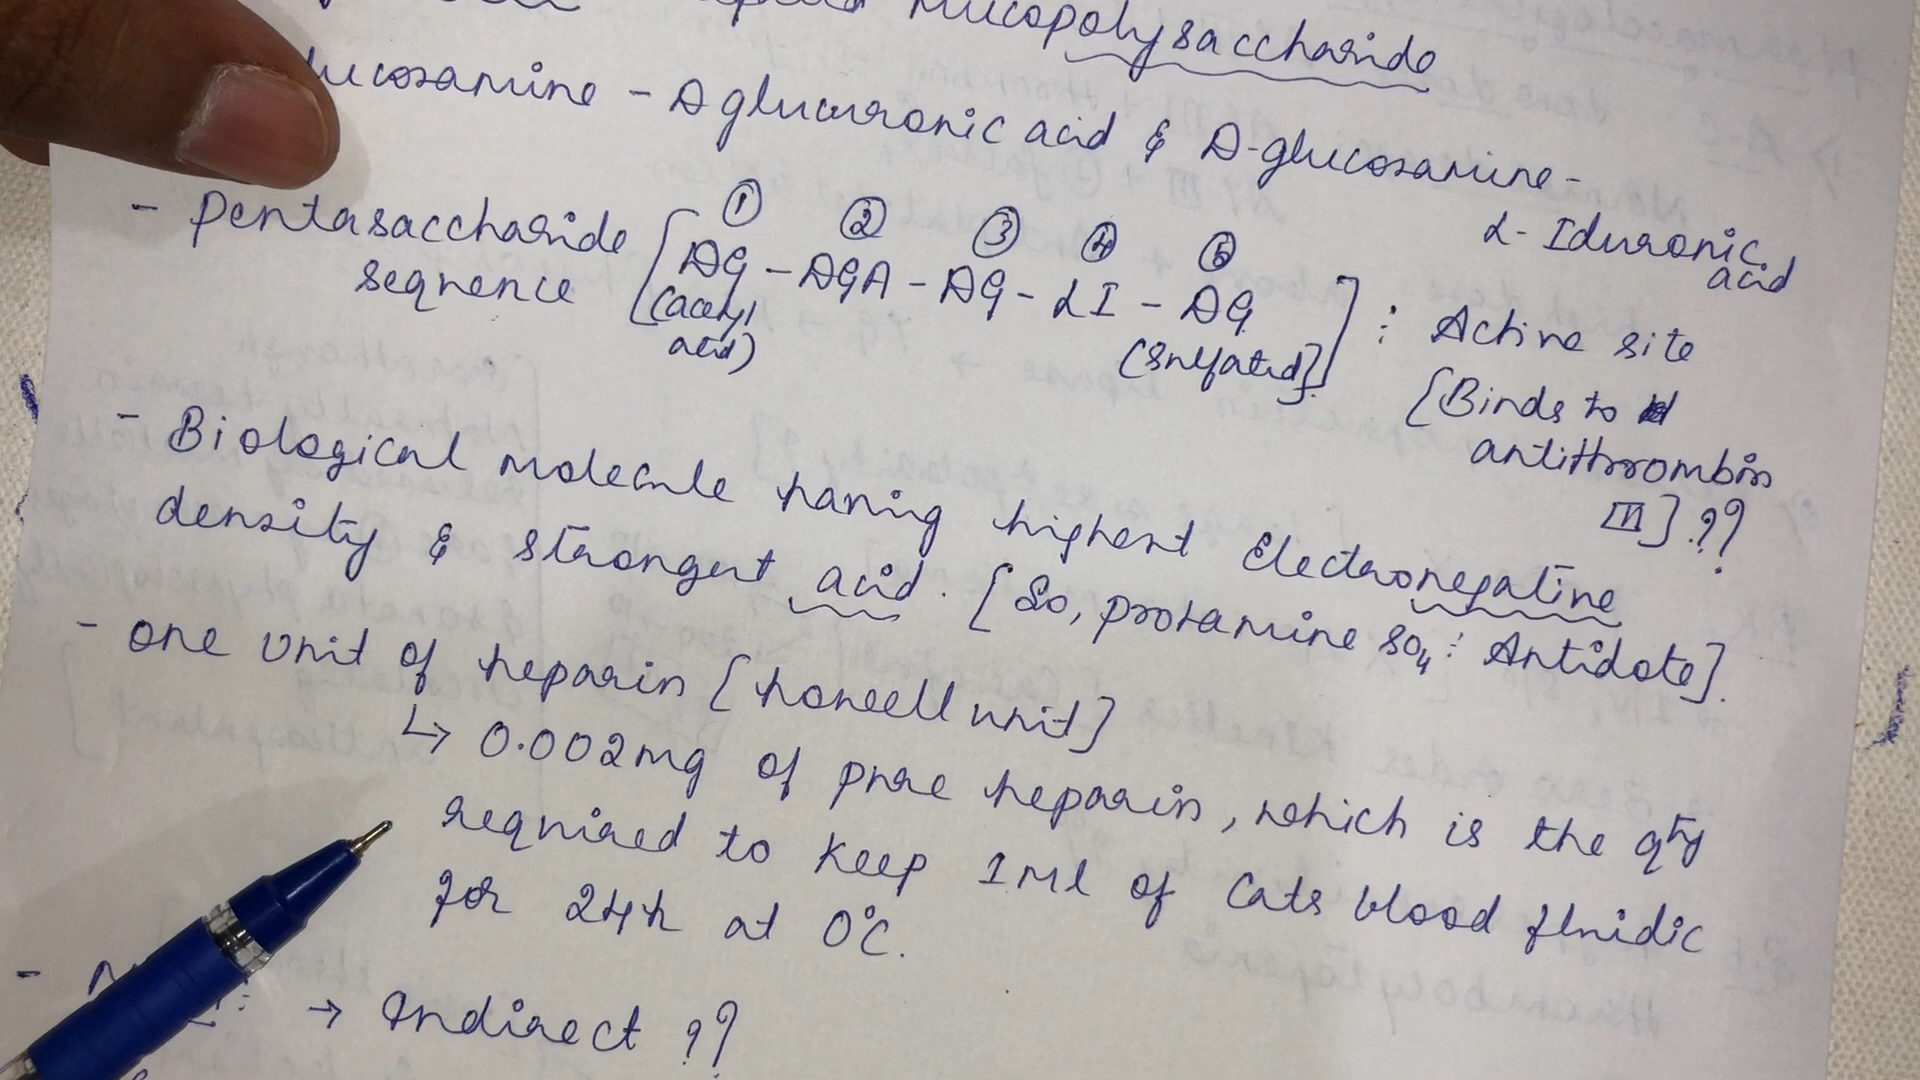 Mucopolysaccharide
lucosamine - D glucuronic acid & D-glucosamine -
L-Iduronic acid
- Pentasaccharide sequence [DG (acetyl atd) - DGA - DG - LI - DG (sulfated)] : Active site
① ② ③ ④ ⑤
[Binds to
antithrombin
III] ??
- Biological molecule having highest Electronegative
density & strongest acid. [So, protamine SO4 : Antidote].
- one unit of heparin [howell unit]
↳ 0.002mg of pure heparin, which is the qty
required to keep 1ml of Cats blood fluidic
for 24h at 0°C.
-
→ Indirect ??